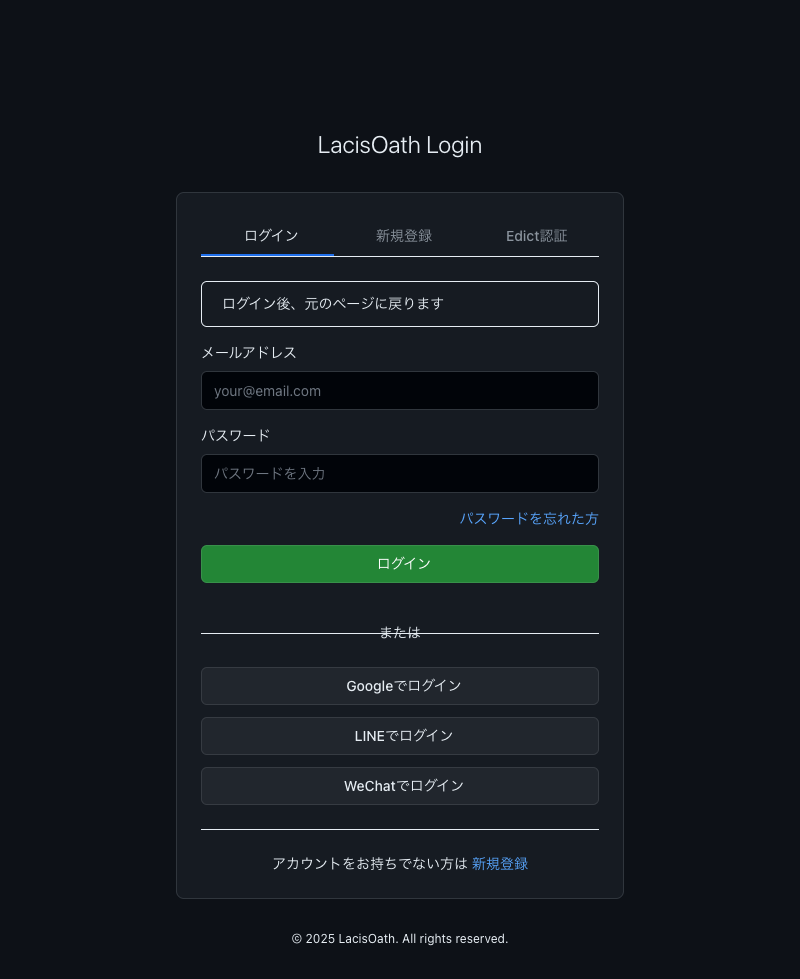 LacisOath Login
ログイン 新規登録 Edict認証
ログイン後、元のページに戻ります
メールアドレス
your@email.com
パスワード
パスワードを入力
パスワードを忘れた方
ログイン
または
Googleでログイン
LINEでログイン
WeChatでログイン
アカウントをお持ちでない方は 新規登録
© 2025 LacisOath. All rights reserved.